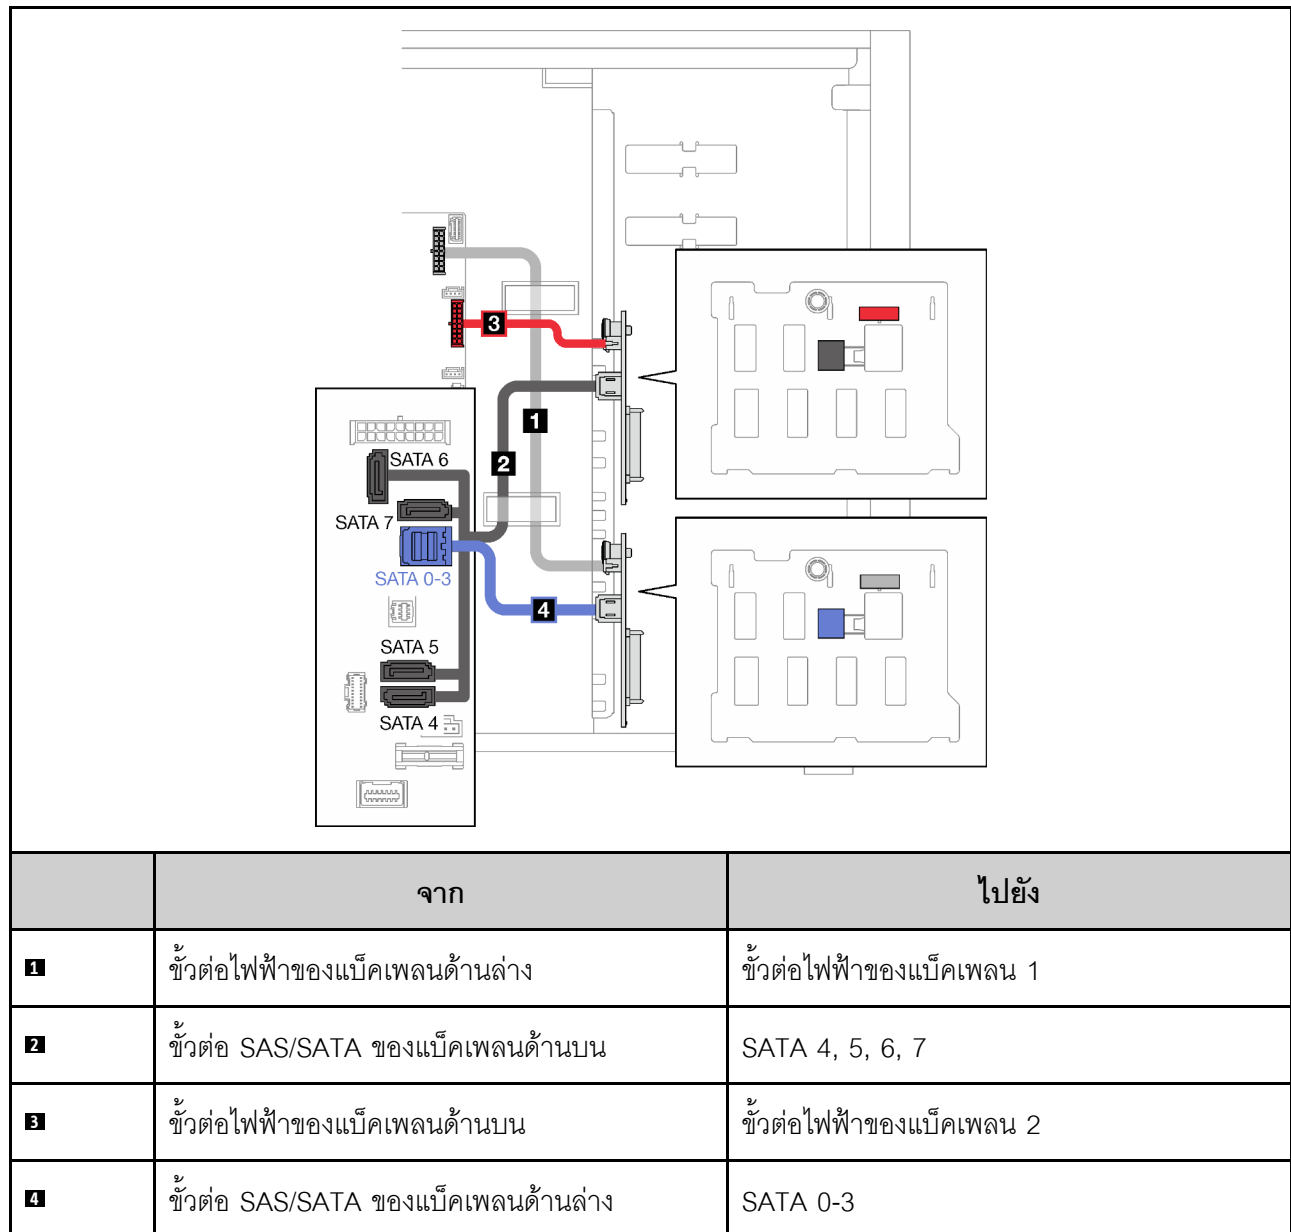 3
1
2
SATA 6
SATA 7
SATA 0-3
4
SATA 5
SATA 4
จาก ไปยัง
1 ขั้วต่อไฟฟ้าของแบ็คเพลนด้านล่าง ขั้วต่อไฟฟ้าของแบ็คเพลน 1
2 ขั้วต่อ SAS/SATA ของแบ็คเพลนด้านบน SATA 4, 5, 6, 7
3 ขั้วต่อไฟฟ้าของแบ็คเพลนด้านบน ขั้วต่อไฟฟ้าของแบ็คเพลน 2
4 ขั้วต่อ SAS/SATA ของแบ็คเพลนด้านล่าง SATA 0-3